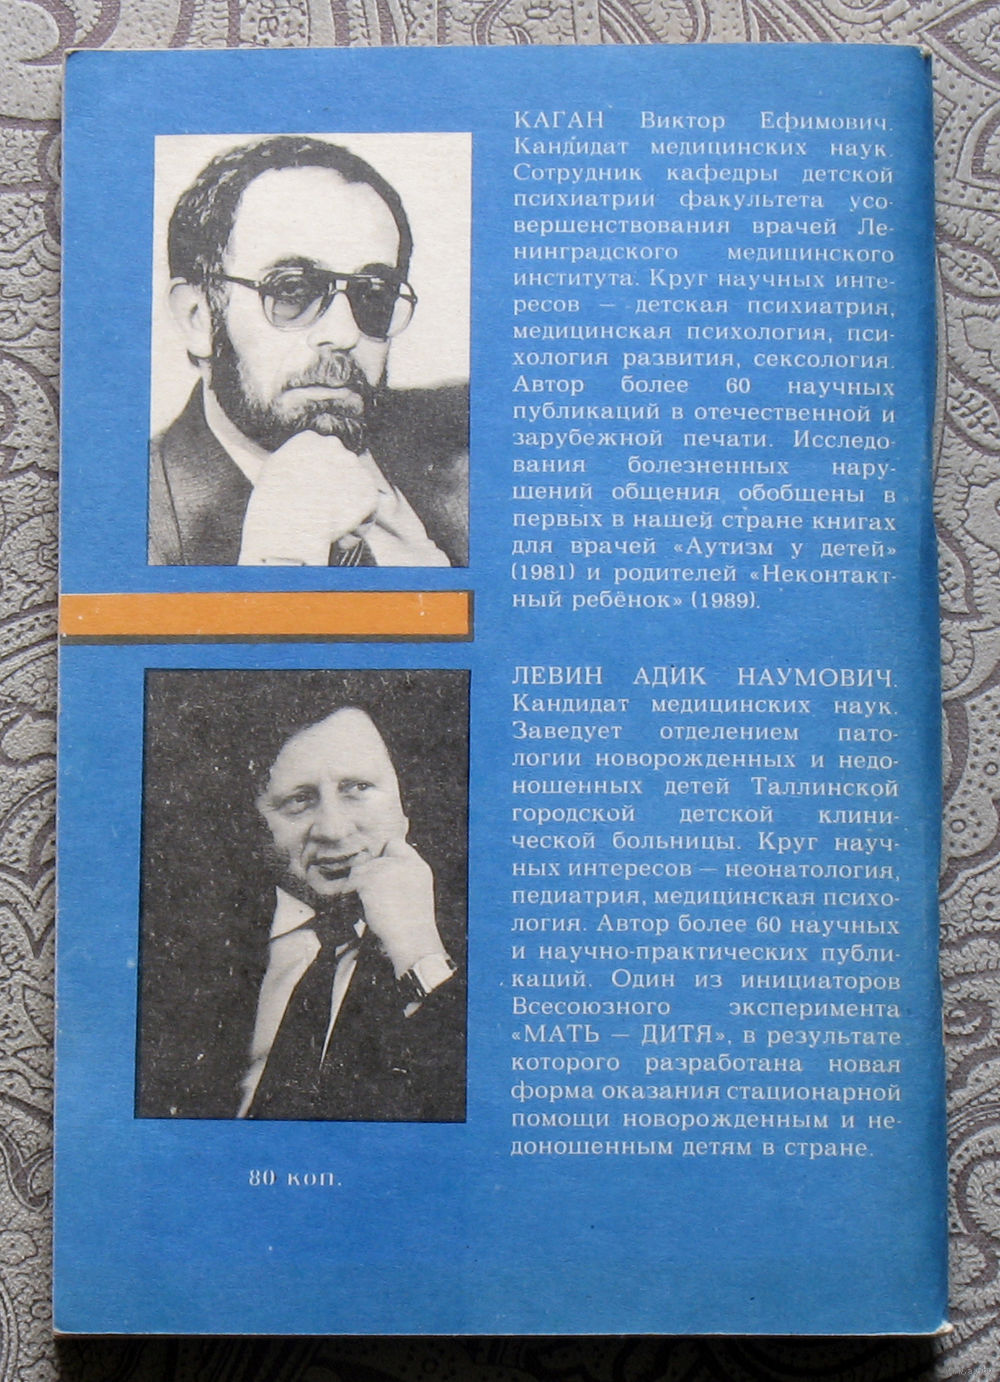 КАГАН Виктор Ефимович.
Кандидат медицинских наук.
Сотрудник кафедры детской
психиатрии факультета усо-
вершенствования врачей Ле-
нинградского медицинского
института. Круг научных инте-
ресов — детская психиатрия,
медицинская психология, пси-
хология развития, сексология.
Автор более 60 научных
публикаций в отечественной и
зарубежной печати. Исследо-
вания болезненных нару-
шений общения обобщены в
первых в нашей стране книгах
для врачей «Аутизм у детей»
(1981) и родителей «Неконтакт-
ный ребёнок» (1989).
ЛЕВИН АДИК НАУМОВИЧ.
Кандидат медицинских наук.
Заведует отделением пато-
логии новорожденных и недо-
ношенных детей Таллинской
городской детской клини-
ческой больницы. Круг науч-
ных интересов — неонатология,
педиатрия, медицинская психо-
логия. Автор более 60 научных
и научно-практических публи-
каций. Один из инициаторов
Всесоюзного эксперимента
«МАТЬ — ДИТЯ», в результате
которого разработана новая
форма оказания стационарной
помощи новорожденным и не-
доношенным детям в стране.
80 коп.